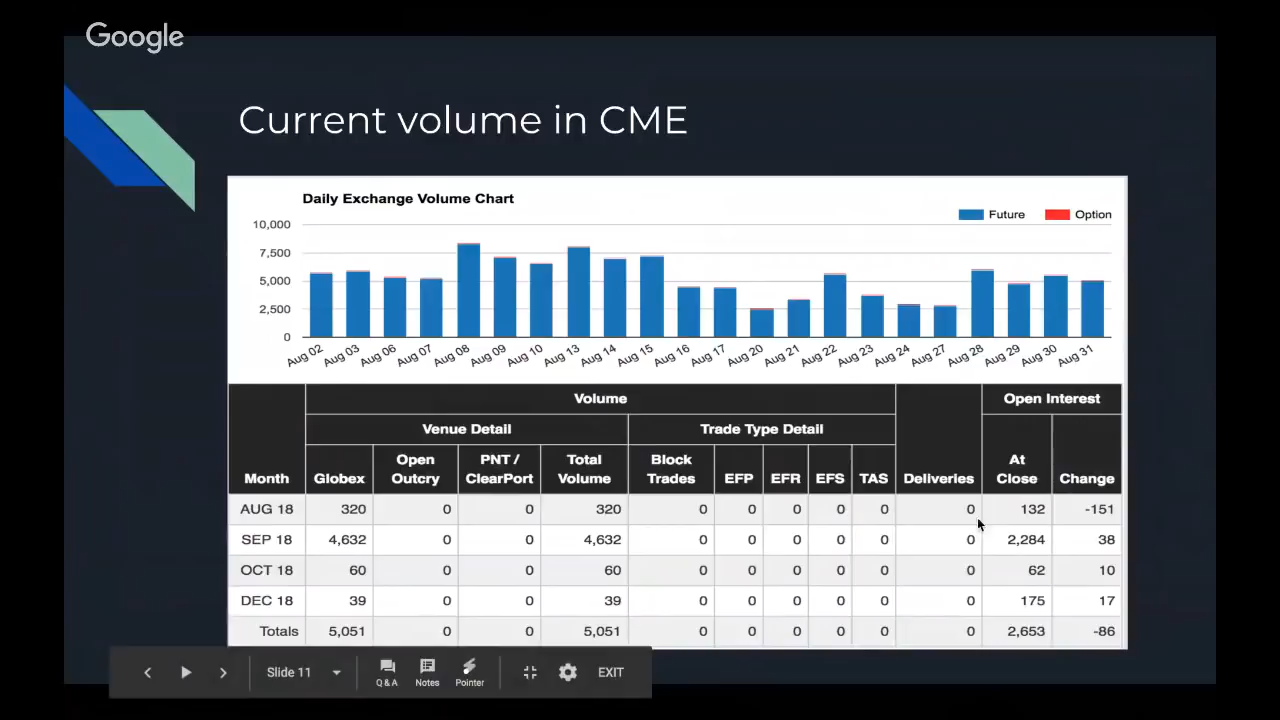 Google
Current volume in CME
Daily Exchange Volume Chart
Future Option
10,000
7,500
5,000
2,500
0
Aug 02 Aug 03 Aug 06 Aug 07 Aug 08 Aug 09 Aug 10 Aug 13 Aug 14 Aug 15 Aug 16 Aug 17 Aug 20 Aug 21 Aug 22 Aug 23 Aug 24 Aug 27 Aug 28 Aug 29 Aug 30 Aug 31
Volume Open Interest
Venue Detail Trade Type Detail
Month Globex Open Outcry PNT / ClearPort Total Volume Block Trades EFP EFR EFS TAS Deliveries At Close Change
AUG 18 320 0 0 320 0 0 0 0 0 0 132 -151
SEP 18 4,632 0 0 4,632 0 0 0 0 0 0 2,284 38
OCT 18 60 0 0 60 0 0 0 0 0 0 62 10
DEC 18 39 0 0 39 0 0 0 0 0 0 175 17
Totals 5,051 0 0 5,051 0 0 0 0 0 0 2,653 -86
Slide 11 Q & A Notes Pointer EXIT